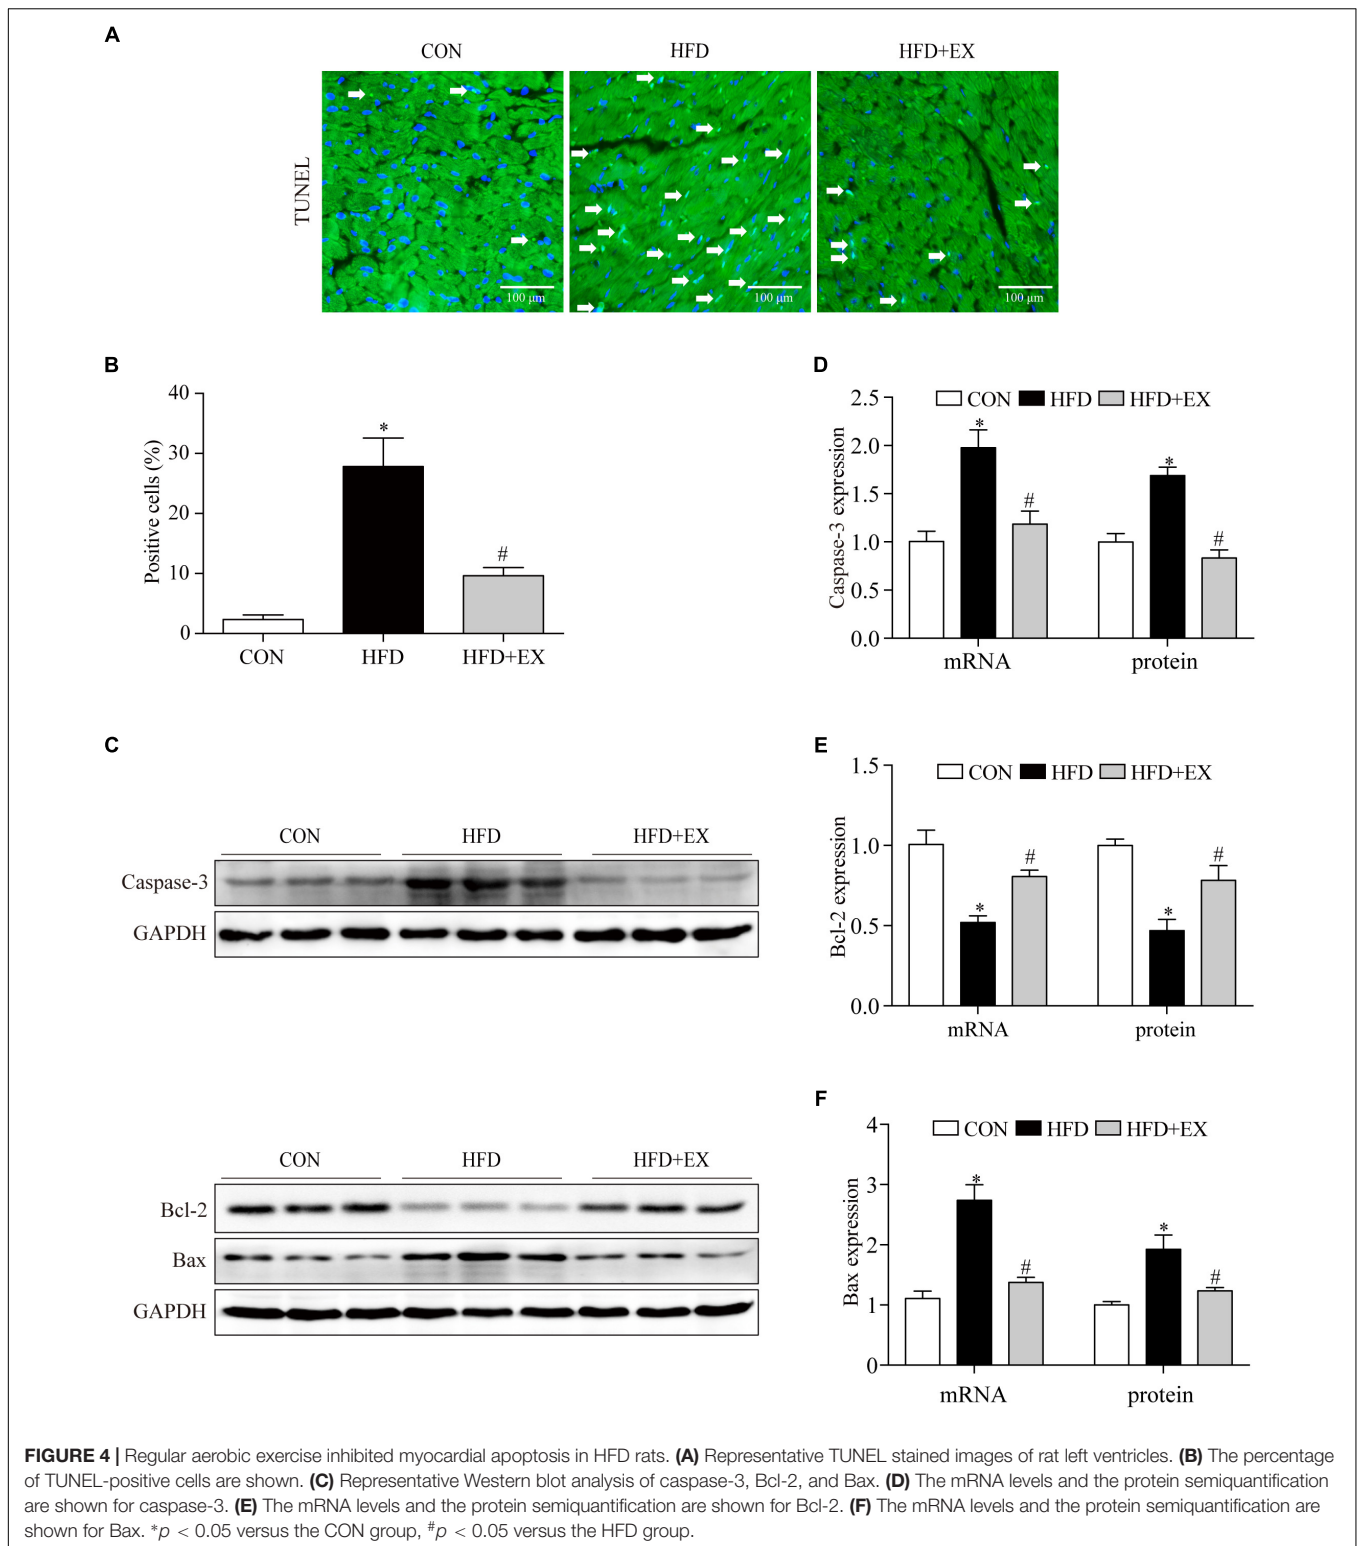 A
CON HFD HFD+EX
TUNEL
100 μm 100 μm 100 μm
B
40
30
20
10
0
Positive cells (%)
*
#
CON HFD HFD+EX
D
2.5
2.0
1.5
1.0
0.5
0.0
Caspase-3 expression
CON HFD HFD+EX
* # * #
mRNA protein
C
CON HFD HFD+EX
Caspase-3
GAPDH
E
1.5
1.0
0.5
0.0
Bcl-2 expression
CON HFD HFD+EX
* # * #
mRNA protein
CON HFD HFD+EX
Bcl-2
Bax
GAPDH
F
4
3
2
1
0
Bax expression
CON HFD HFD+EX
* # * #
mRNA protein
FIGURE 4 | Regular aerobic exercise inhibited myocardial apoptosis in HFD rats. (A) Representative TUNEL stained images of rat left ventricles. (B) The percentage
of TUNEL-positive cells are shown. (C) Representative Western blot analysis of caspase-3, Bcl-2, and Bax. (D) The mRNA levels and the protein semiquantification
are shown for caspase-3. (E) The mRNA levels and the protein semiquantification are shown for Bcl-2. (F) The mRNA levels and the protein semiquantification are
shown for Bax. *p < 0.05 versus the CON group, #p < 0.05 versus the HFD group.